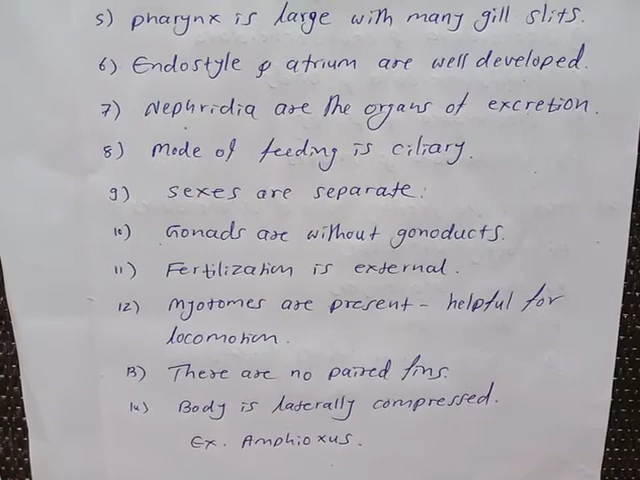 5) pharynx is large with many gill slits.
6) Endostyle & atrium are well developed.
7) Nephridia are the organs of excretion.
8) Mode of feeding is ciliary.
9) Sexes are separate.
10) Gonads are without gonoducts.
11) Fertilization is external.
12) Myotomes are present - helpful for
locomotion.
13) There are no paired fins.
14) Body is laterally compressed.
Ex. Amphioxus.